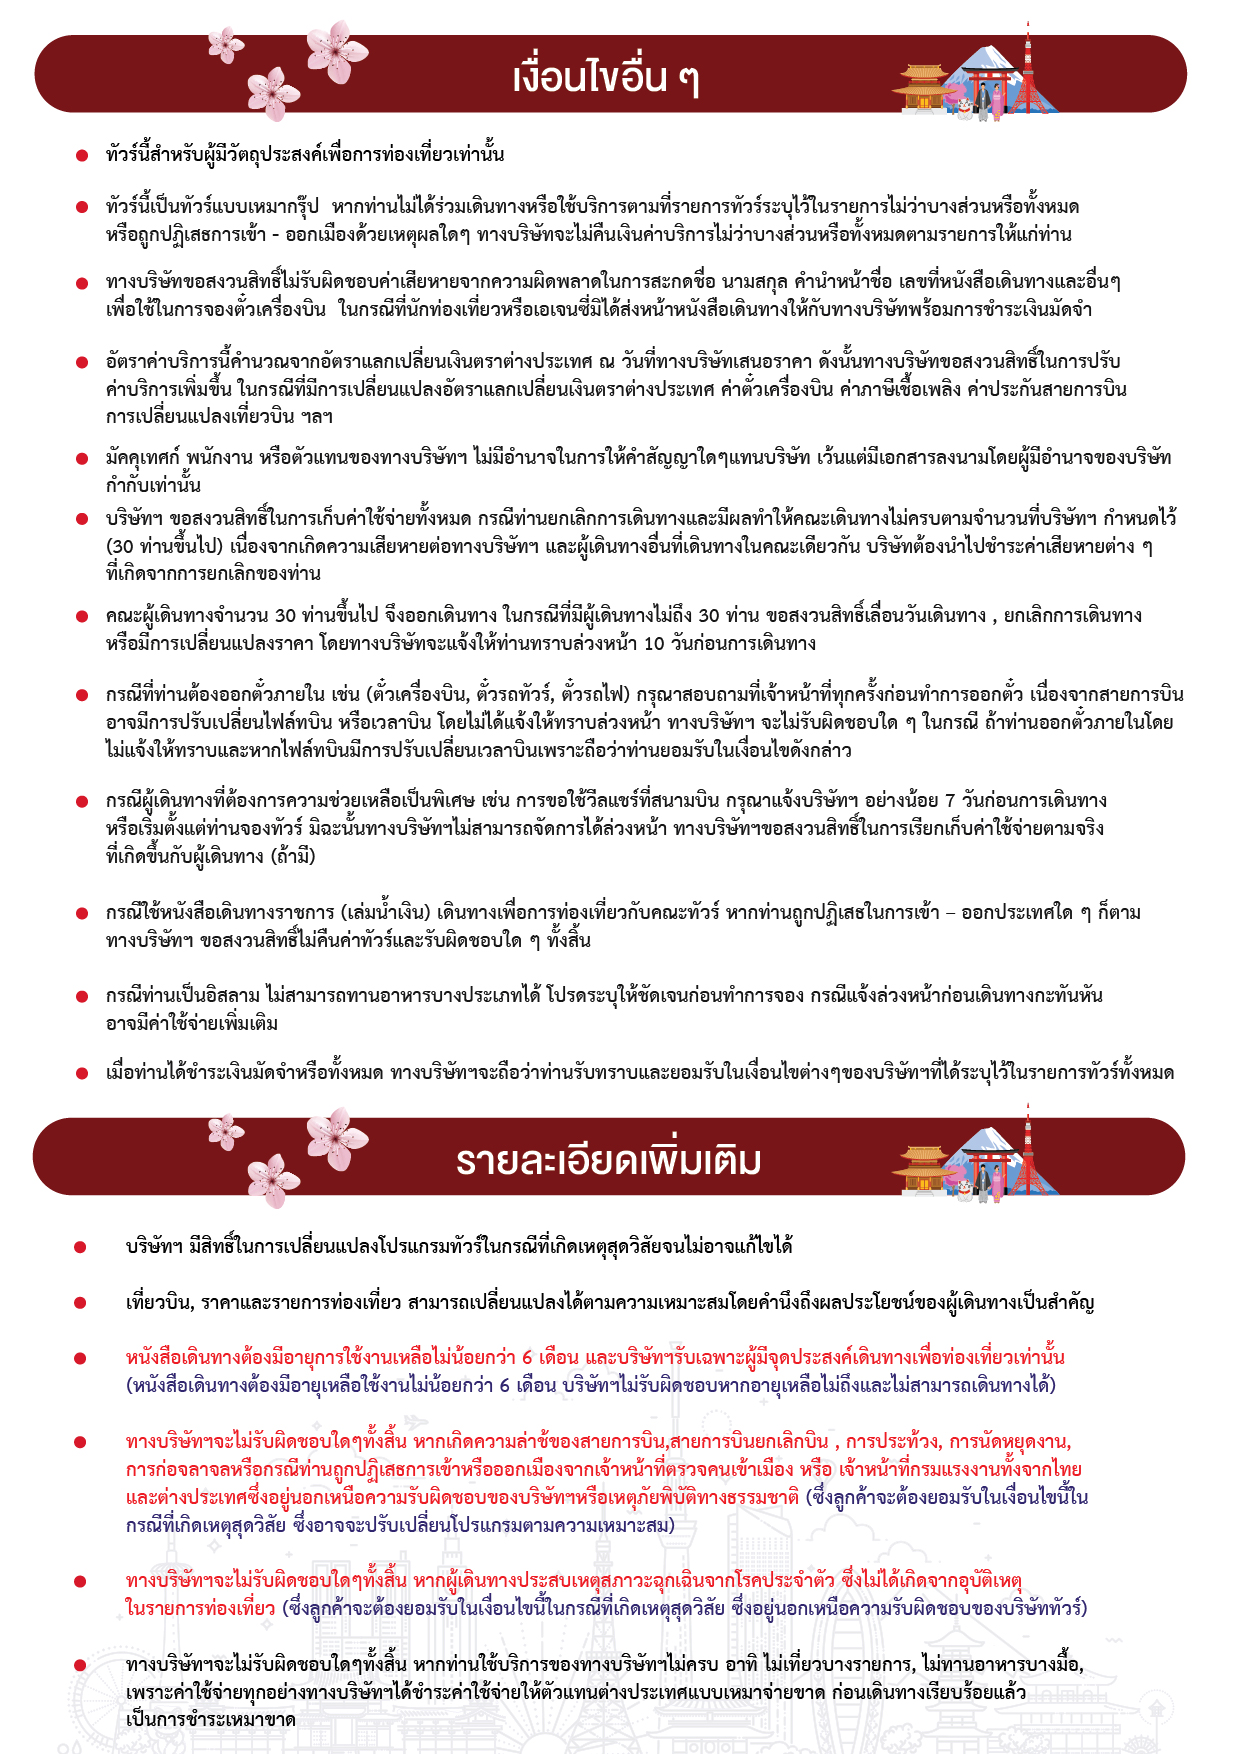 เงื่อนไขอื่น ๆ
● ทัวร์นี้สำหรับผู้มีวัตถุประสงค์เพื่อการท่องเที่ยวเท่านั้น
● ทัวร์นี้เป็นทัวร์แบบเหมากรุ๊ป หากท่านไม่ได้ร่วมเดินทางหรือใช้บริการตามที่รายการทัวร์ระบุไว้ในรายการไม่ว่าบางส่วนหรือทั้งหมด
หรือถูกปฏิเสธการเข้า - ออกเมืองด้วยเหตุผลใดๆ ทางบริษัทจะไม่คืนเงินค่าบริการไม่ว่าบางส่วนหรือทั้งหมดตามรายการให้แก่ท่าน
● ทางบริษัทขอสงวนสิทธิ์ไม่รับผิดชอบค่าเสียหายจากความผิดพลาดในการสะกดชื่อ นามสกุล คำนำหน้าชื่อ เลขที่หนังสือเดินทางและอื่นๆ
เพื่อใช้ในการจองตั๋วเครื่องบิน ในกรณีที่นักท่องเที่ยวหรือเอเจนซี่มิได้ส่งหน้าหนังสือเดินทางให้กับทางบริษัทพร้อมการชำระเงินมัดจำ
● อัตราค่าบริการนี้คำนวณจากอัตราแลกเปลี่ยนเงินตราต่างประเทศ ณ วันที่ทางบริษัทเสนอราคา ดังนั้นทางบริษัทขอสงวนสิทธิ์ในการปรับ
ค่าบริการเพิ่มขึ้น ในกรณีที่มีการเปลี่ยนแปลงอัตราแลกเปลี่ยนเงินตราต่างประเทศ ค่าตั๋วเครื่องบิน ค่าภาษีเชื้อเพลิง ค่าประกันสายการบิน
การเปลี่ยนแปลงเที่ยวบิน ฯลฯ
● มัคคุเทศก์ พนักงาน หรือตัวแทนของทางบริษัทฯ ไม่มีอำนาจในการให้คำสัญญาใดๆแทนบริษัท เว้นแต่มีเอกสารลงนามโดยผู้มีอำนาจของบริษัท
กำกับเท่านั้น
● บริษัทฯ ขอสงวนสิทธิ์ในการเก็บค่าใช้จ่ายทั้งหมด กรณีท่านยกเลิกการเดินทางและมีผลทำให้คณะเดินทางไม่ครบตามจำนวนที่บริษัทฯ กำหนดไว้
(30 ท่านขึ้นไป) เนื่องจากเกิดความเสียหายต่อทางบริษัทฯ และผู้เดินทางอื่นที่เดินทางในคณะเดียวกัน บริษัทต้องนำไปชำระค่าเสียหายต่าง ๆ
ที่เกิดจากการยกเลิกของท่าน
● คณะผู้เดินทางจำนวน 30 ท่านขึ้นไป จึงออกเดินทาง ในกรณีที่มีผู้เดินทางไม่ถึง 30 ท่าน ขอสงวนสิทธิ์เลื่อนวันเดินทาง , ยกเลิกการเดินทาง
หรือมีการเปลี่ยนแปลงราคา โดยทางบริษัทจะแจ้งให้ท่านทราบล่วงหน้า 10 วันก่อนการเดินทาง
● กรณีที่ท่านต้องออกตั๋วภายใน เช่น (ตั๋วเครื่องบิน, ตั๋วรถทัวร์, ตั๋วรถไฟ) กรุณาสอบถามที่เจ้าหน้าที่ทุกครั้งก่อนทำการออกตั๋ว เนื่องจากสายการบิน
อาจมีการปรับเปลี่ยนไฟล์ทบิน หรือเวลาบิน โดยไม่ได้แจ้งให้ทราบล่วงหน้า ทางบริษัทฯ จะไม่รับผิดชอบใด ๆ ในกรณี ถ้าท่านออกตั๋วภายในโดย
ไม่แจ้งให้ทราบและหากไฟล์ทบินมีการปรับเปลี่ยนเวลาบินเพราะถือว่าท่านยอมรับในเงื่อนไขดังกล่าว
● กรณีผู้เดินทางที่ต้องการความช่วยเหลือเป็นพิเศษ เช่น การขอใช้วีลแชร์ที่สนามบิน กรุณาแจ้งบริษัทฯ อย่างน้อย 7 วันก่อนการเดินทาง
หรือเริ่มตั้งแต่ท่านจองทัวร์ มิฉะนั้นทางบริษัทฯไม่สามารถจัดการได้ล่วงหน้า ทางบริษัทฯขอสงวนสิทธิ์ในการเรียกเก็บค่าใช้จ่ายตามจริง
ที่เกิดขึ้นกับผู้เดินทาง (ถ้ามี)
● กรณีใช้หนังสือเดินทางราชการ (เล่มน้ำเงิน) เดินทางเพื่อการท่องเที่ยวกับคณะทัวร์ หากท่านถูกปฏิเสธในการเข้า – ออกประเทศใด ๆ ก็ตาม
ทางบริษัทฯ ขอสงวนสิทธิ์ไม่คืนค่าทัวร์และรับผิดชอบใด ๆ ทั้งสิ้น
● กรณีท่านเป็นอิสลาม ไม่สามารถทานอาหารบางประเภทได้ โปรดระบุให้ชัดเจนก่อนทำการจอง กรณีแจ้งล่วงหน้าก่อนเดินทางกะทันหัน
อาจมีค่าใช้จ่ายเพิ่มเติม
● เมื่อท่านได้ชำระเงินมัดจำหรือทั้งหมด ทางบริษัทฯจะถือว่าท่านรับทราบและยอมรับในเงื่อนไขต่างๆของบริษัทฯที่ได้ระบุไว้ในรายการทัวร์ทั้งหมด
รายละเอียดเพิ่มเติม
● บริษัทฯ มีสิทธิ์ในการเปลี่ยนแปลงโปรแกรมทัวร์ในกรณีที่เกิดเหตุสุดวิสัยจนไม่อาจแก้ไขได้
● เที่ยวบิน, ราคาและรายการท่องเที่ยว สามารถเปลี่ยนแปลงได้ตามความเหมาะสมโดยคำนึงถึงผลประโยชน์ของผู้เดินทางเป็นสำคัญ
● หนังสือเดินทางต้องมีอายุการใช้งานเหลือไม่น้อยกว่า 6 เดือน และบริษัทฯรับเฉพาะผู้มีจุดประสงค์เดินทางเพื่อท่องเที่ยวเท่านั้น
(หนังสือเดินทางต้องมีอายุเหลือใช้งานไม่น้อยกว่า 6 เดือน บริษัทฯไม่รับผิดชอบหากอายุเหลือไม่ถึงและไม่สามารถเดินทางได้)
● ทางบริษัทฯจะไม่รับผิดชอบใดๆทั้งสิ้น หากเกิดความล่าช้าของสายการบิน,สายการบินยกเลิกบิน , การประท้วง, การนัดหยุดงาน,
การก่อจลาจลหรือกรณีท่านถูกปฏิเสธการเข้าหรือออกเมืองจากเจ้าหน้าที่ตรวจคนเข้าเมือง หรือ เจ้าหน้าที่กรมแรงงานทั้งจากไทย
และต่างประเทศซึ่งอยู่นอกเหนือความรับผิดชอบของบริษัทฯหรือเหตุภัยพิบัติทางธรรมชาติ (ซึ่งลูกค้าจะต้องยอมรับในเงื่อนไขนี้ใน
กรณีที่เกิดเหตุสุดวิสัย ซึ่งอาจจะปรับเปลี่ยนโปรแกรมตามความเหมาะสม)
● ทางบริษัทฯจะไม่รับผิดชอบใดๆทั้งสิ้น หากผู้เดินทางประสบเหตุสภาวะฉุกเฉินจากโรคประจำตัว ซึ่งไม่ได้เกิดจากอุบัติเหตุ
ในรายการท่องเที่ยว (ซึ่งลูกค้าจะต้องยอมรับในเงื่อนไขนี้ในกรณีที่เกิดเหตุสุดวิสัย ซึ่งอยู่นอกเหนือความรับผิดชอบของบริษัททัวร์)
● ทางบริษัทฯจะไม่รับผิดชอบใดๆทั้งสิ้น หากท่านใช้บริการของทางบริษัทฯไม่ครบ อาทิ ไม่เที่ยวบางรายการ, ไม่ทานอาหารบางมื้อ,
เพราะค่าใช้จ่ายทุกอย่างทางบริษัทฯได้ชำระค่าใช้จ่ายให้ตัวแทนต่างประเทศแบบเหมาจ่ายขาด ก่อนเดินทางเรียบร้อยแล้ว
เป็นการชำระเหมาขาด